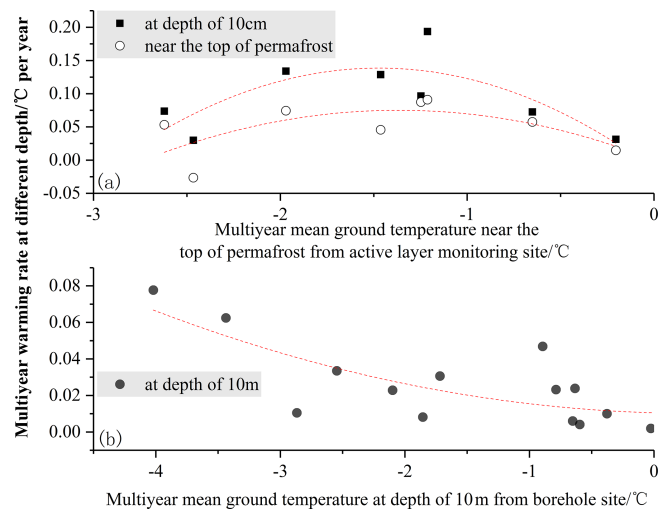 Multiyear warming rate at different depth/℃ per year
at depth of 10cm
near the top of permafrost
0.20
0.15
0.10
0.05
0.00
-0.05
(a)
-3
-2
-1
0
Multiyear mean ground temperature near the
top of permafrost from active layer monitoring site/℃
0.08
0.06
0.04
0.02
0.00
at depth of 10m
(b)
-4
-3
-2
-1
0
Multiyear mean ground temperature at depth of 10m from borehole site/℃